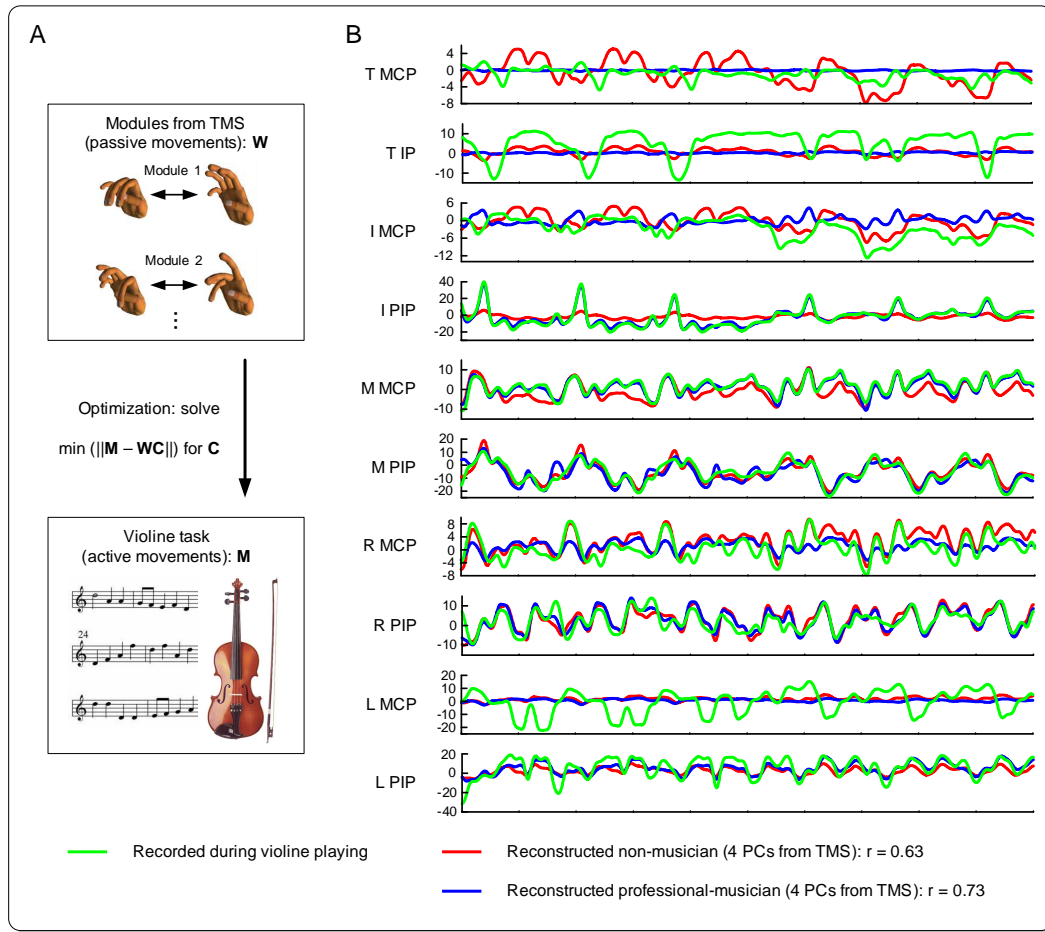 A
Modules from TMS
(passive movements): W
Module 1
Module 2
Optimization: solve
min (||M – WC||) for C
Violine task
(active movements): M
24
B
T MCP
4
0
-4
-8
T IP
10
0
-10
I MCP
6
0
-6
-12
I PIP
40
20
0
-20
M MCP
10
0
-10
M PIP
20
10
0
-20
R MCP
8
4
0
-4
-8
R PIP
10
0
-10
L MCP
10
0
-10
-20
L PIP
20
0
-20
-40
Recorded during violine playing
Reconstructed non-musician (4 PCs from TMS): r = 0.63
Reconstructed professional-musician (4 PCs from TMS): r = 0.73